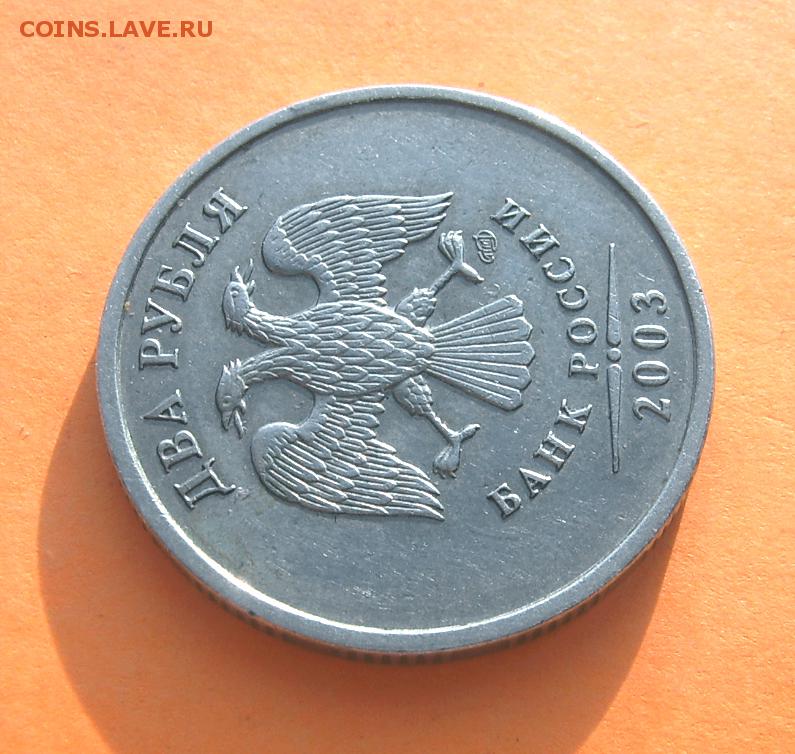 COINS.LAVE.RU
ДВА РУБЛЯ
БАНК РОССИИ
2003